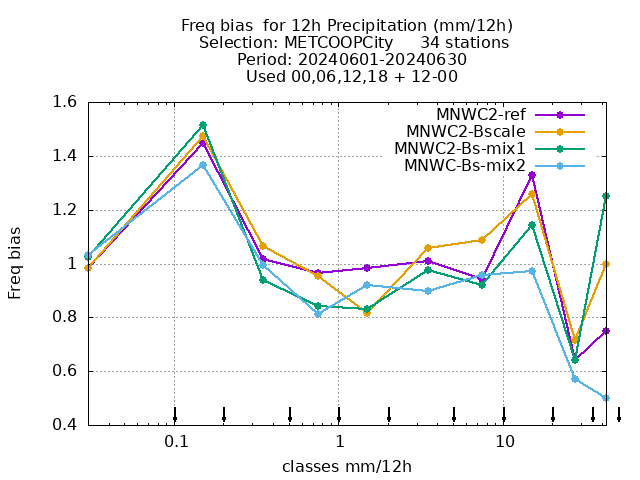 Freq bias  for 12h Precipitation (mm/12h)
Selection: METCOOPCity     34 stations
Period: 20240601-20240630
Used 00,06,12,18 + 12-00
MNWC2-ref
MNWC2-Bscale
MNWC2-Bs-mix1
MNWC-Bs-mix2
Freq bias
1.6
1.4
1.2
1
0.8
0.6
0.4
0.1
1
10
classes mm/12h